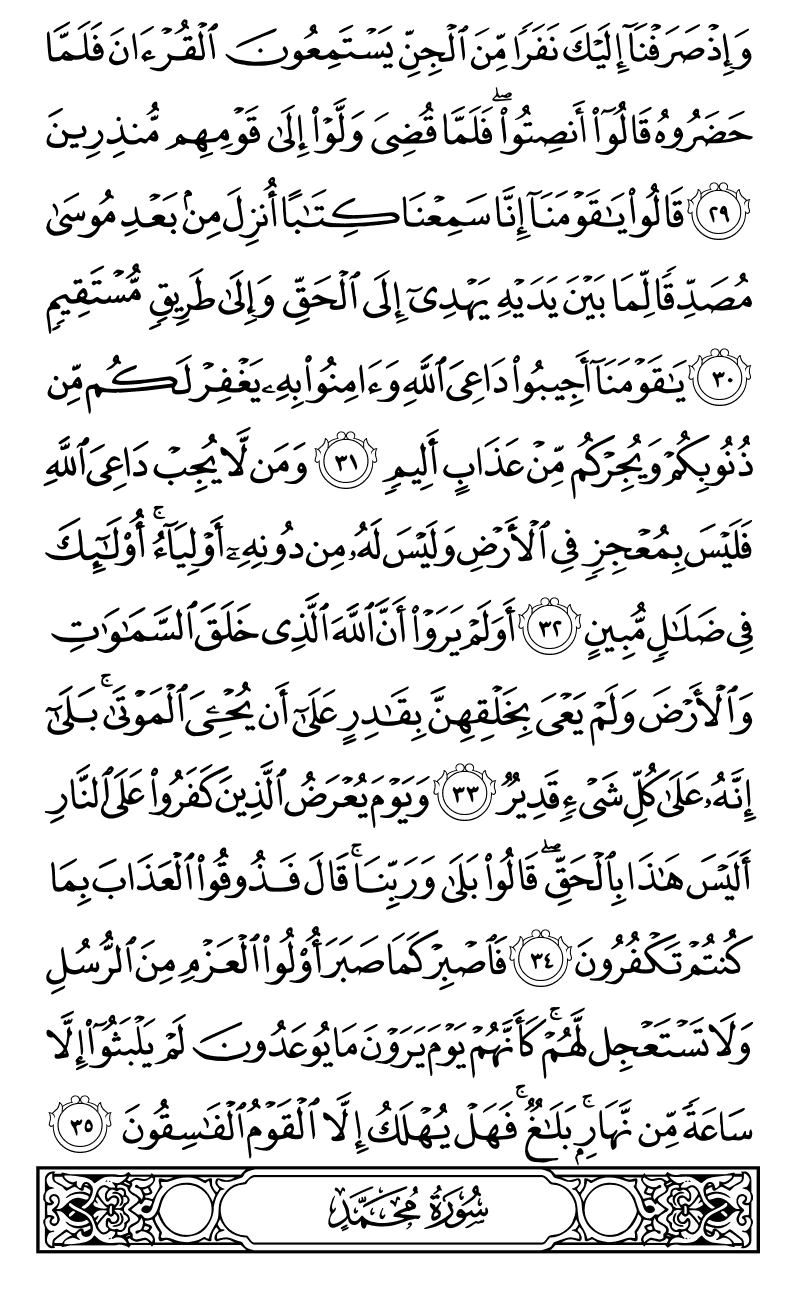 وَإِذْ صَرَفْنَآ إِلَيْكَ نَفَرًا مِّنَ ٱلْجِنِّ يَسْتَمِعُونَ ٱلْقُرْءَانَ فَلَمَّا
حَضَرُوهُ قَالُوٓا۟ أَنصِتُوا۟ ۖ فَلَمَّا قُضِىَ وَلَّوْا۟ إِلَىٰ قَوْمِهِم مُّنذِرِينَ
٢٩ قَالُوا۟ يَـٰقَوْمَنَآ إِنَّا سَمِعْنَا كِتَـٰبًا أُنزِلَ مِنۢ بَعْدِ مُوسَىٰ
مُصَدِّقًا لِّمَا بَيْنَ يَدَيْهِ يَهْدِىٓ إِلَى ٱلْحَقِّ وَإِلَىٰ طَرِيقٍ مُّسْتَقِيمٍ
٣٠ يَـٰقَوْمَنَآ أَجِيبُوا۟ دَاعِىَ ٱللَّهِ وَءَامِنُوا۟ بِهِۦ يَغْفِرْ لَكُم مِّن
ذُنُوبِكُمْ وَيُجِرْكُم مِّنْ عَذَابٍ أَلِيمٍ ٣١ وَمَن لَّا يُجِبْ دَاعِىَ ٱللَّهِ
فَلَيْسَ بِمُعْجِزٍ فِى ٱلْأَرْضِ وَلَيْسَ لَهُۥ مِن دُونِهِۦٓ أَوْلِيَآءُ ۚ أُو۟لَـٰٓئِكَ
فِى ضَلَـٰلٍ مُّبِينٍ ٣٢ أَوَلَمْ يَرَوْا۟ أَنَّ ٱللَّهَ ٱلَّذِى خَلَقَ ٱلسَّمَـٰوَٰتِ
وَٱلْأَرْضَ وَلَمْ يَعْىَ بِخَلْقِهِنَّ بِقَـٰدِرٍ عَلَىٰٓ أَن يُحْـِۧىَ ٱلْمَوْتَىٰ ۚ بَلَىٰٓ
إِنَّهُۥ عَلَىٰ كُلِّ شَىْءٍ قَدِيرٌ ٣٣ وَيَوْمَ يُعْرَضُ ٱلَّذِينَ كَفَرُوا۟ عَلَى ٱلنَّارِ
أَلَيْسَ هَـٰذَا بِٱلْحَقِّ ۖ قَالُوا۟ بَلَىٰ وَرَبِّنَا ۚ قَالَ فَذُوقُوا۟ ٱلْعَذَابَ بِمَا
كُنتُمْ تَكْفُرُونَ ٣٤ فَٱصْبِرْ كَمَا صَبَرَ أُو۟لُوا۟ ٱلْعَزْمِ مِنَ ٱلرُّسُلِ
وَلَا تَسْتَعْجِل لَّهُمْ ۚ كَأَنَّهُمْ يَوْمَ يَرَوْنَ مَا يُوعَدُونَ لَمْ يَلْبَثُوٓا۟ إِلَّا
سَاعَةً مِّن نَّهَارٍۭ ۚ بَلَـٰغٌ ۚ فَهَلْ يُهْلَكُ إِلَّا ٱلْقَوْمُ ٱلْفَـٰسِقُونَ ٣٥
سُورَةُ مُحَمَّدٍ